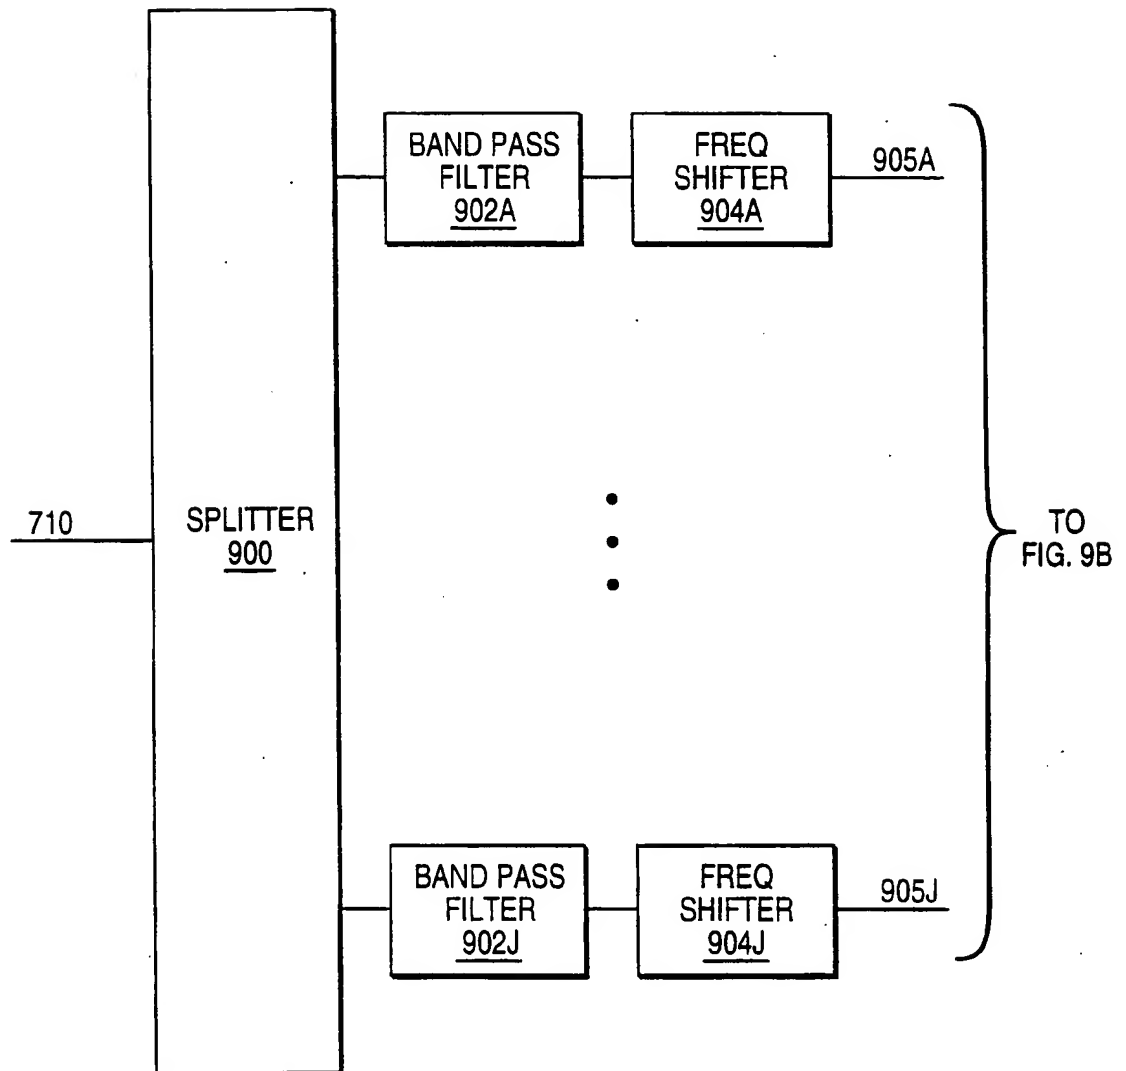 BAND PASS
FILTER
902A
FREQ
SHIFTER
904A
905A
710
SPLITTER
900
TO
FIG. 9B
BAND PASS
FILTER
902J
FREQ
SHIFTER
904J
905J